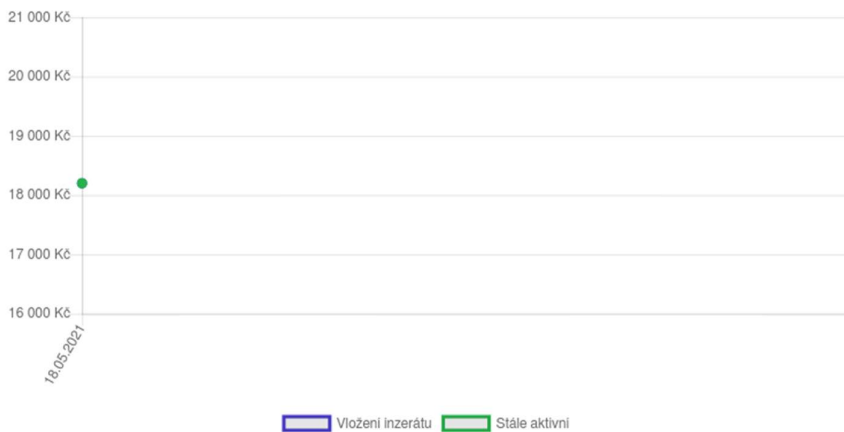 21 000 Kč
20 000 Kč
19 000 Kč
18 000 Kč
17 000 Kč
16 000 Kč
18.05.2021
Vložení inzerátu Stále aktivní